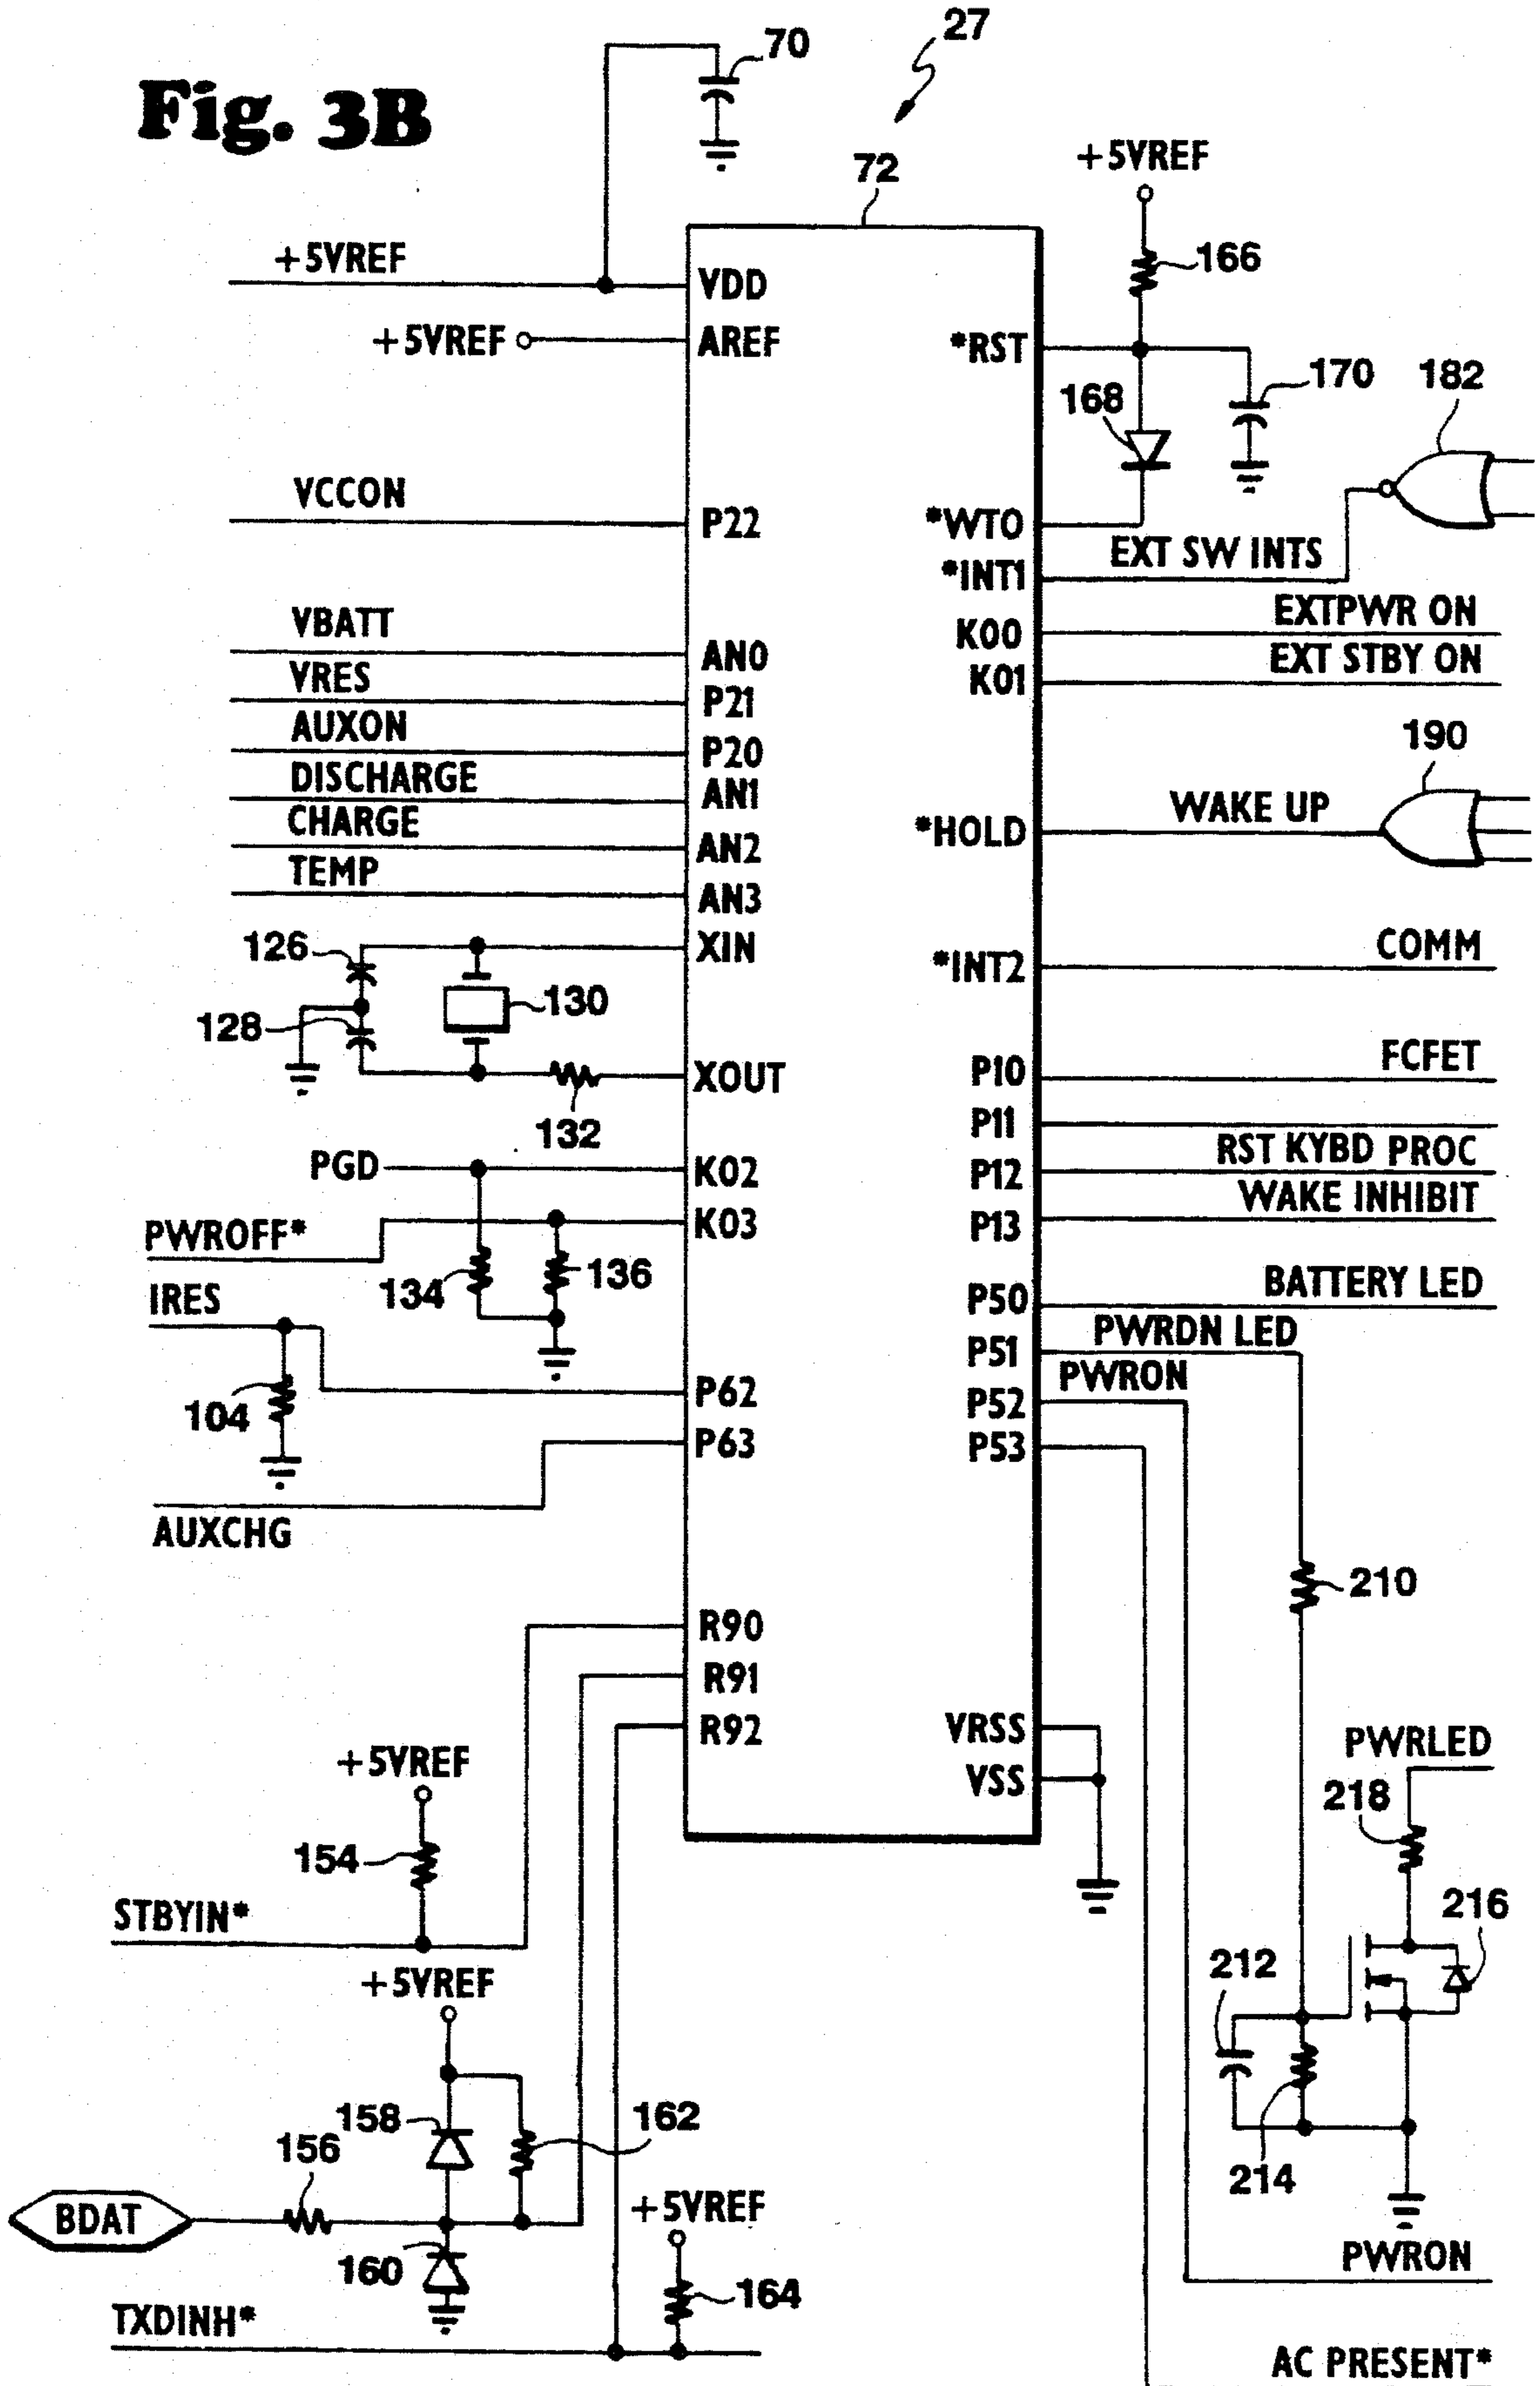 Fig. 3B
70
27
72
+5VREF
+5VREF
VDD
+5VREF
AREF
166
*RST
170
182
168
VCCON
P22
*WTO
*INT1
EXT SW INTS
VBATT
AN0
K00
EXTPWR ON
VRES
P21
K01
EXT STBY ON
AUXON
P20
DISCHARGE
AN1
190
CHARGE
AN2
*HOLD
WAKE UP
TEMP
AN3
126
XIN
*INT2
COMM
130
128
XOUT
P10
FCFET
132
P11
PGD
K02
P12
RST KYBD PROC
PWROFF*
K03
P13
WAKE INHIBIT
134
136
IRES
P50
BATTERY LED
P51
PWRDN LED
104
P62
P52
PWRON
P63
P53
AUXCHG
210
R90
R91
R92
VRSS
PWRLED
+5VREF
VSS
218
154
STBYIN*
216
+5VREF
212
158
162
156
214
BDAT
+5VREF
160
PWRON
TXDINH*
164
AC PRESENT*